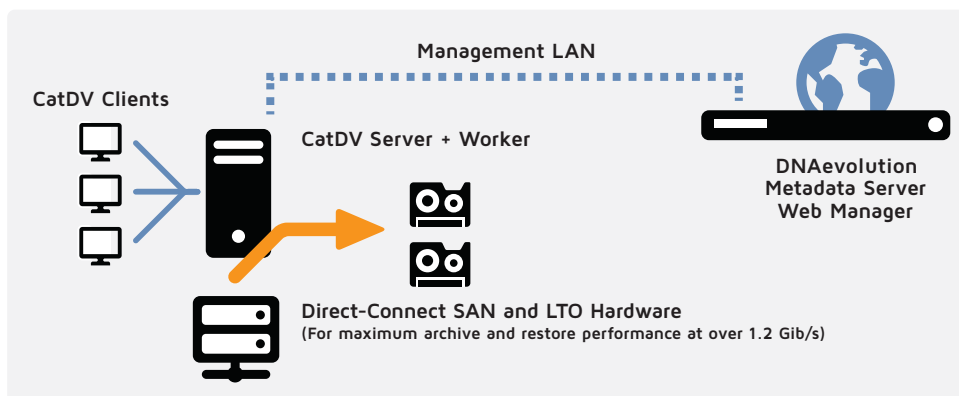 Management LAN
CatDV Clients
CatDV Server + Worker
DNAevolution
Metadata Server
Web Manager
Direct-Connect SAN and LTO Hardware
(For maximum archive and restore performance at over 1.2 Gib/s)